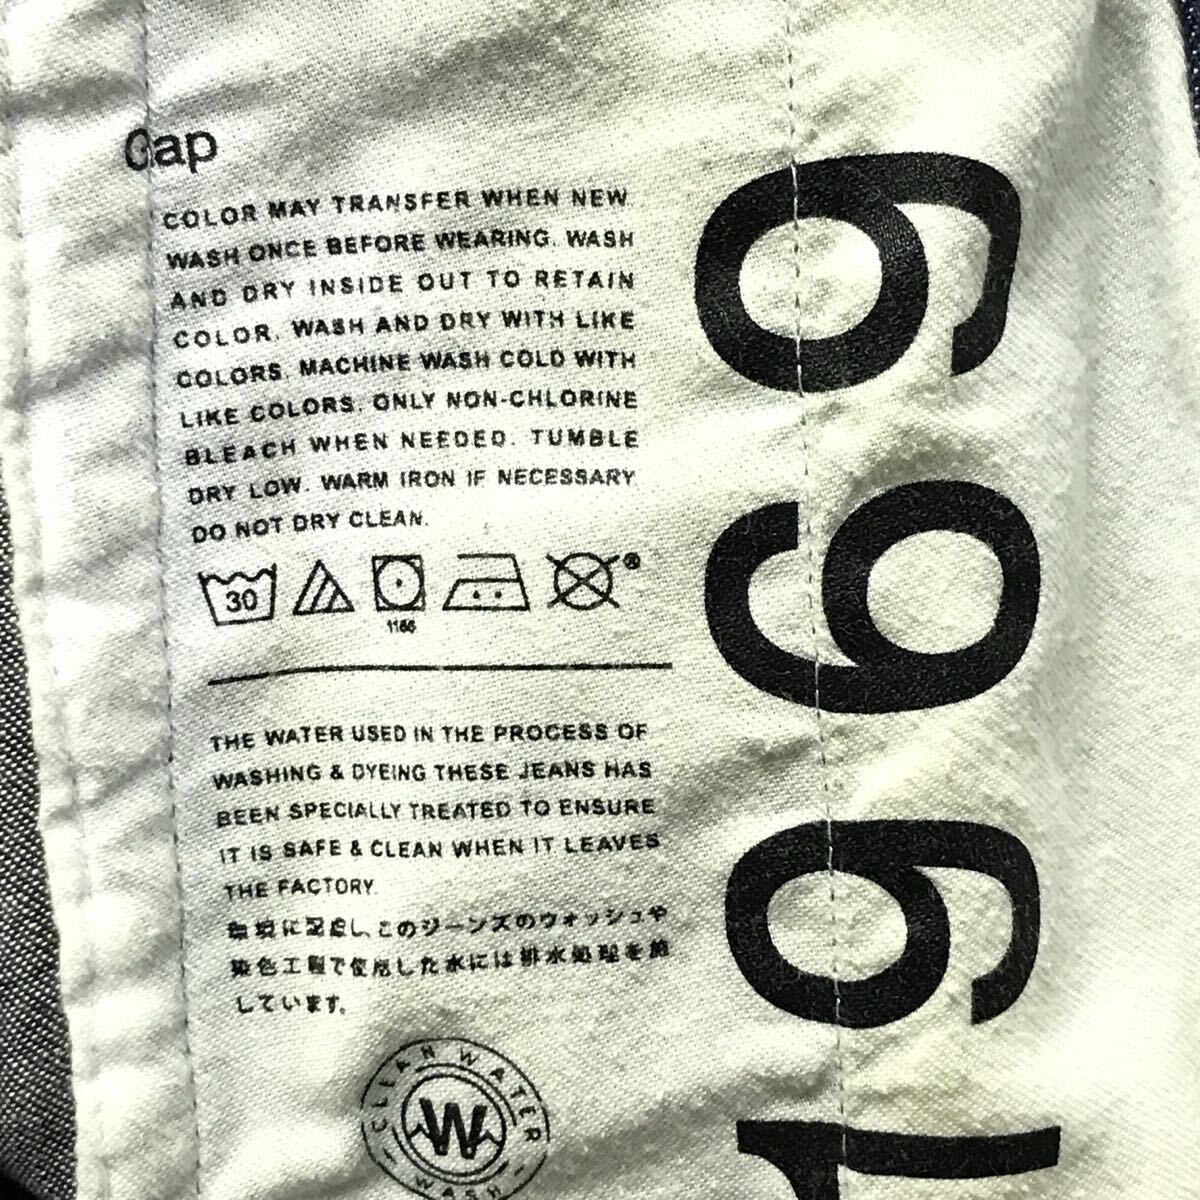 Gap
COLOR MAY TRANSFER WHEN NEW.
WASH ONCE BEFORE WEARING. WASH
AND DRY INSIDE OUT TO RETAIN
COLOR. WASH AND DRY WITH LIKE
COLORS. MACHINE WASH COLD WITH
LIKE COLORS. ONLY NON-CHLORINE
BLEACH WHEN NEEDED. TUMBLE
DRY LOW. WARM IRON IF NECESSARY
DO NOT DRY CLEAN.
30
®
THE WATER USED IN THE PROCESS OF
WASHING & DYEING THESE JEANS HAS
BEEN SPECIALLY TREATED TO ENSURE
IT IS SAFE & CLEAN WHEN IT LEAVES
THE FACTORY.
環境に配慮し、このジーンズのウォッシュや
染色工程で使用した水には排水処理を施
しています。
CLEAN WATER
W
- WASH -
1969